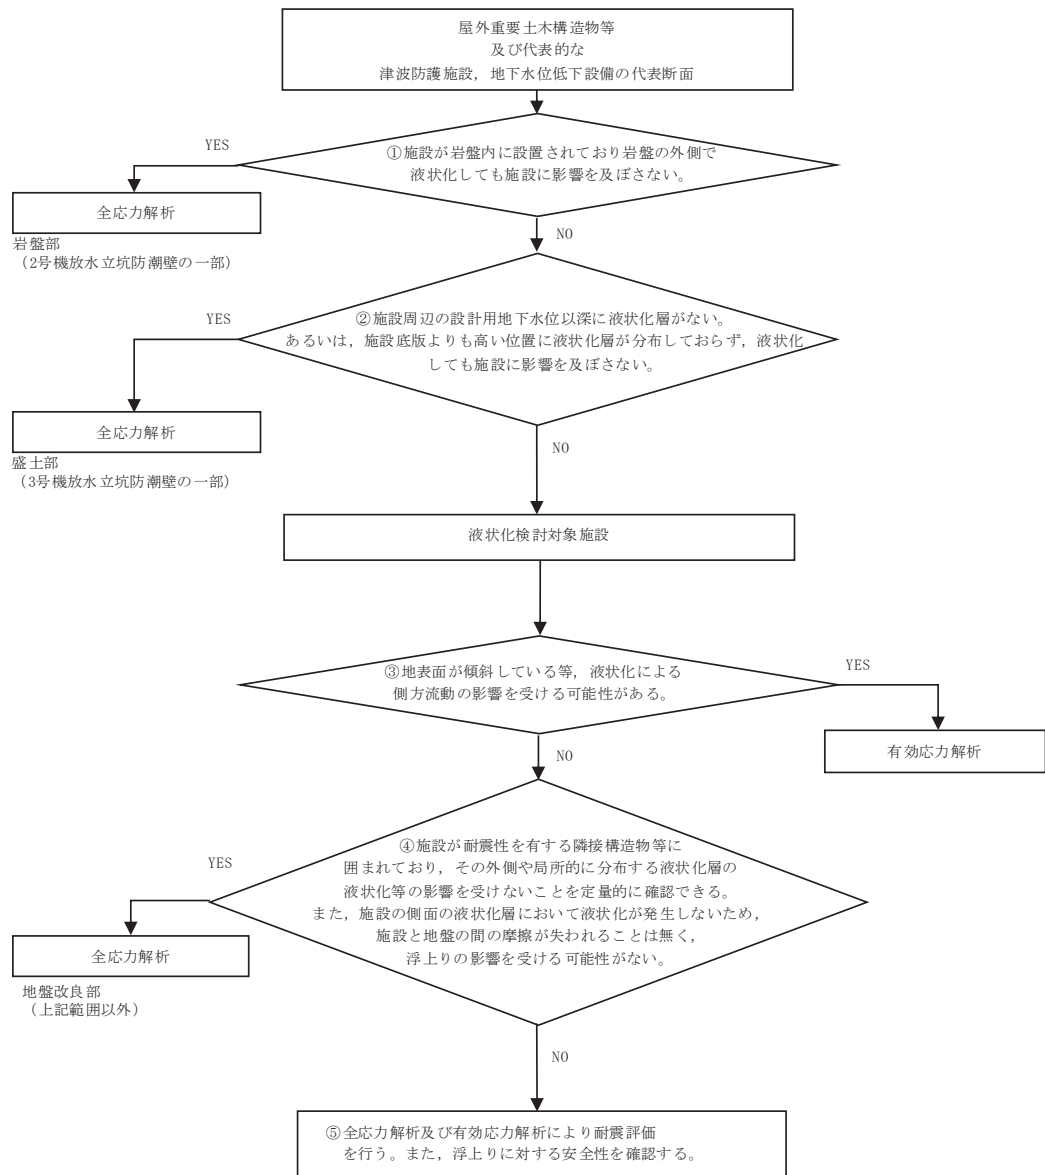 屋外重要土木構造物等
及び代表的な
津波防護施設，地下水位低下設備の代表断面
YES
①施設が岩盤内に設置されており岩盤の外側で
液状化しても施設に影響を及ぼさない。
全応力解析
岩盤部
（2号機放水立坑防潮壁の一部）
NO
YES
②施設周辺の設計用地下水位以深に液状化層がない。
あるいは，施設底版よりも高い位置に液状化層が分布しておらず，液状化
しても施設に影響を及ぼさない。
全応力解析
盛土部
（3号機放水立坑防潮壁の一部）
NO
液状化検討対象施設
③地表面が傾斜している等，液状化による
側方流動の影響を受ける可能性がある。
YES
有効応力解析
NO
YES
④施設が耐震性を有する隣接構造物等に
囲まれており，その外側や局所的に分布する液状化層の
液状化等の影響を受けないことを定量的に確認できる。
また，施設の側面の液状化層において液状化が発生しないため，
施設と地盤の間の摩擦が失われることは無く，
浮上りの影響を受ける可能性がない。
全応力解析
地盤改良部
（上記範囲以外）
NO
⑤全応力解析及び有効応力解析により耐震評価
を行う。また，浮上りに対する安全性を確認する。